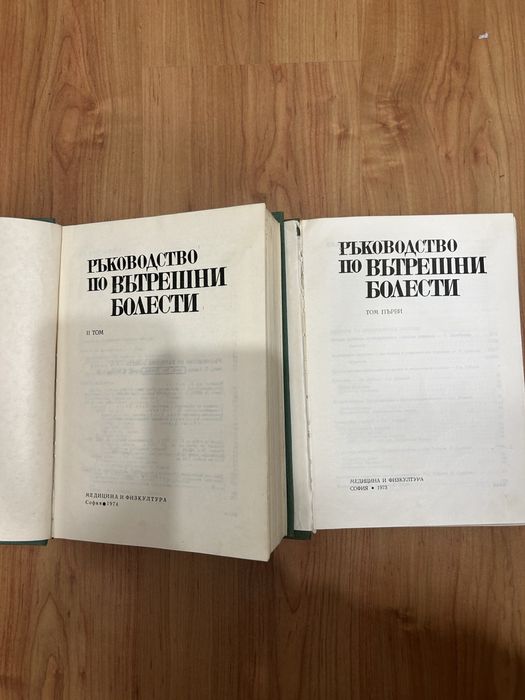 РЪКОВОДСТВО
ПО ВЪТРЕШНИ
БОЛЕСТИ
II ТОМ
МЕДИЦИНА И ФИЗКУЛТУРА
София • 1974
РЪКОВОДСТВО
ПО ВЪТРЕШНИ
БОЛЕСТИ
ТОМ ПЪРВИ
МЕДИЦИНА И ФИЗКУЛТУРА
СОФИЯ • 1973